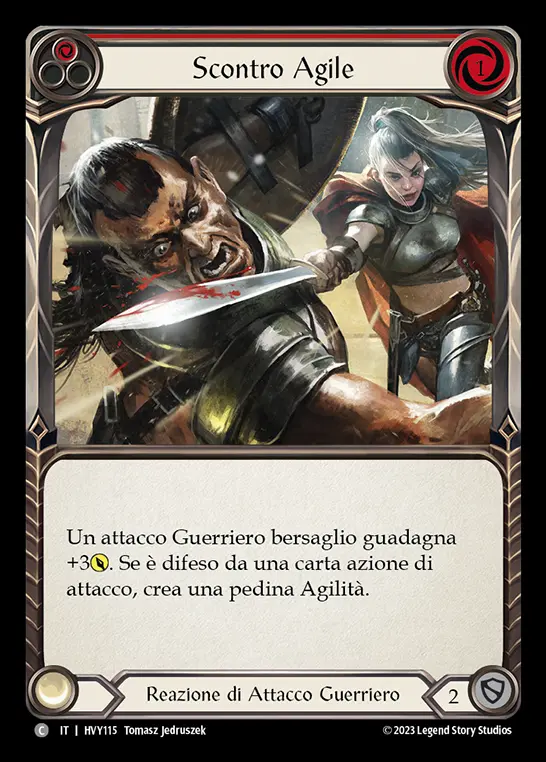 Scontro Agile
1
Un attacco Guerriero bersaglio guadagna
+3. Se è difeso da una carta azione di
attacco, crea una pedina Agilità.
Reazione di Attacco Guerriero
2
C IT | HVY115 Tomasz Jedruszek
©2023 Legend Story Studios